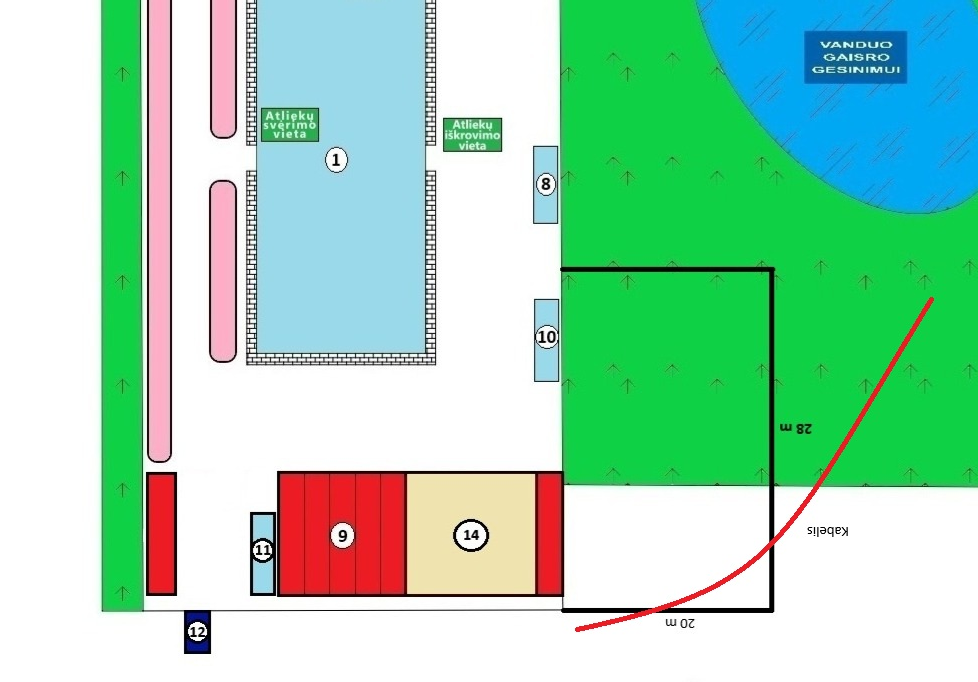 VANDUO
GAISRO
GESINIMUI
Atliekų
svėrimo
vieta
Atliekų
iškrovimo
vieta
1
8
10
28 m
9
14
11
Kabelis
12
20 m